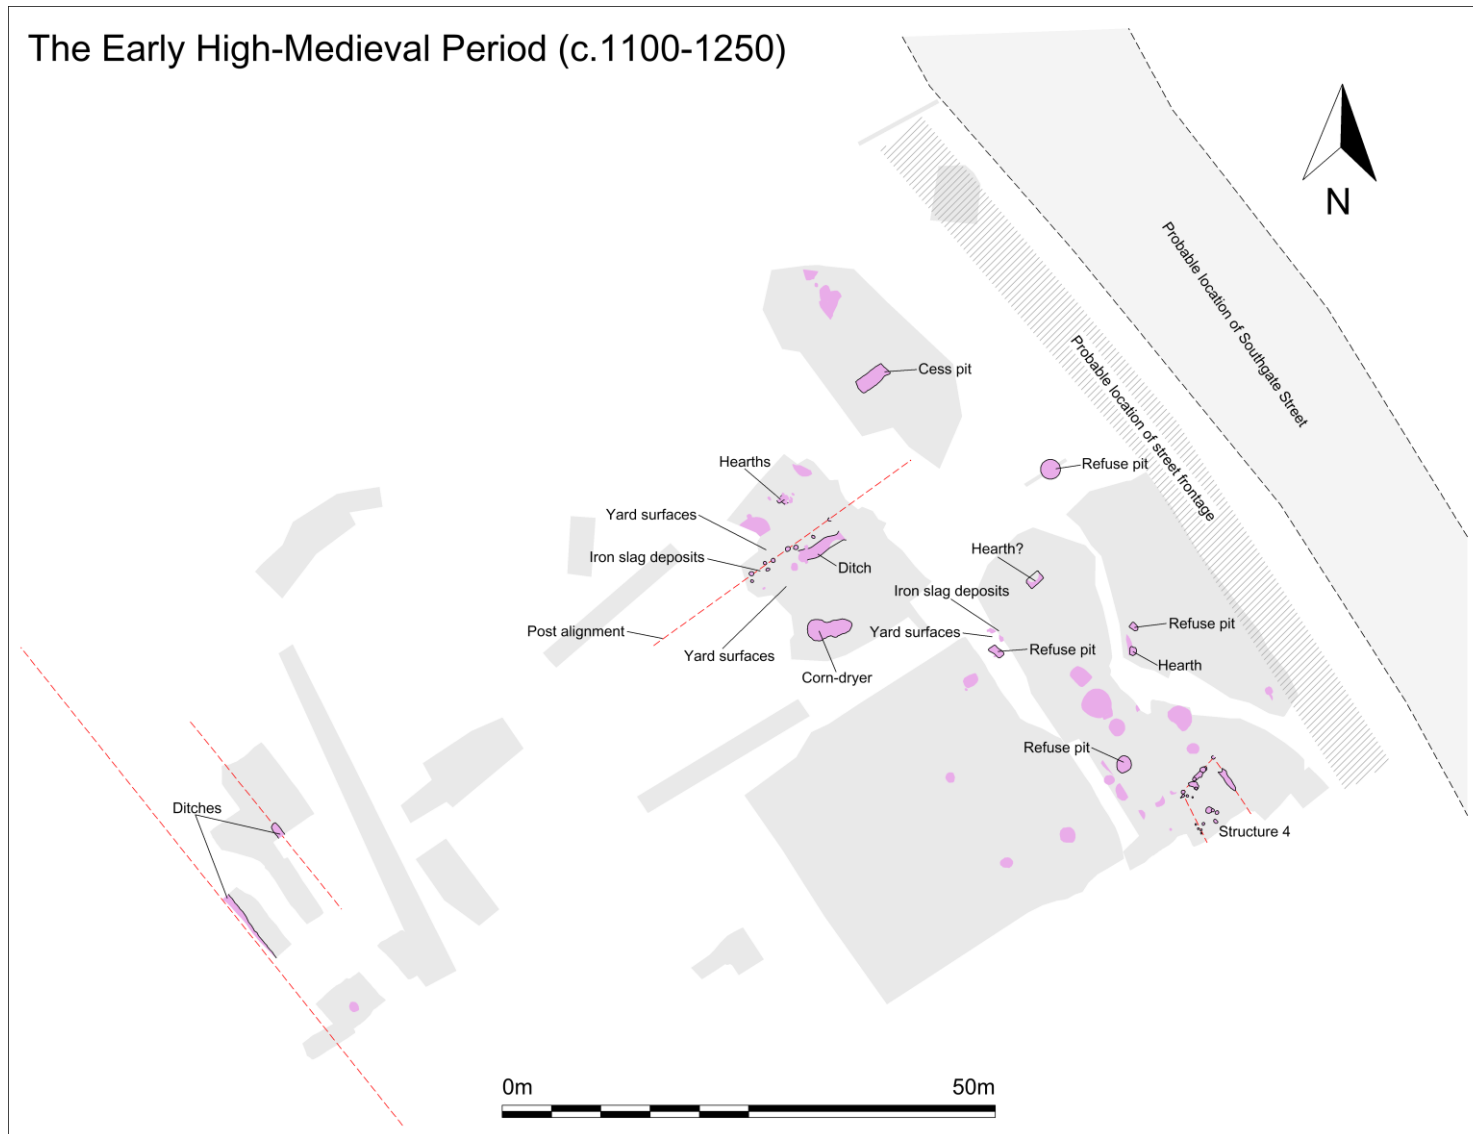 The Early High-Medieval Period (c.1100-1250)
N
Probable location of Southgate Street
Probable location of street frontage
Cess pit
Hearths
Refuse pit
Yard surfaces
Iron slag deposits
Ditch
Hearth?
Iron slag deposits
Post alignment
Yard surfaces
Yard surfaces
Refuse pit
Refuse pit
Hearth
Corn-dryer
Refuse pit
Ditches
Structure 4
0m
50m